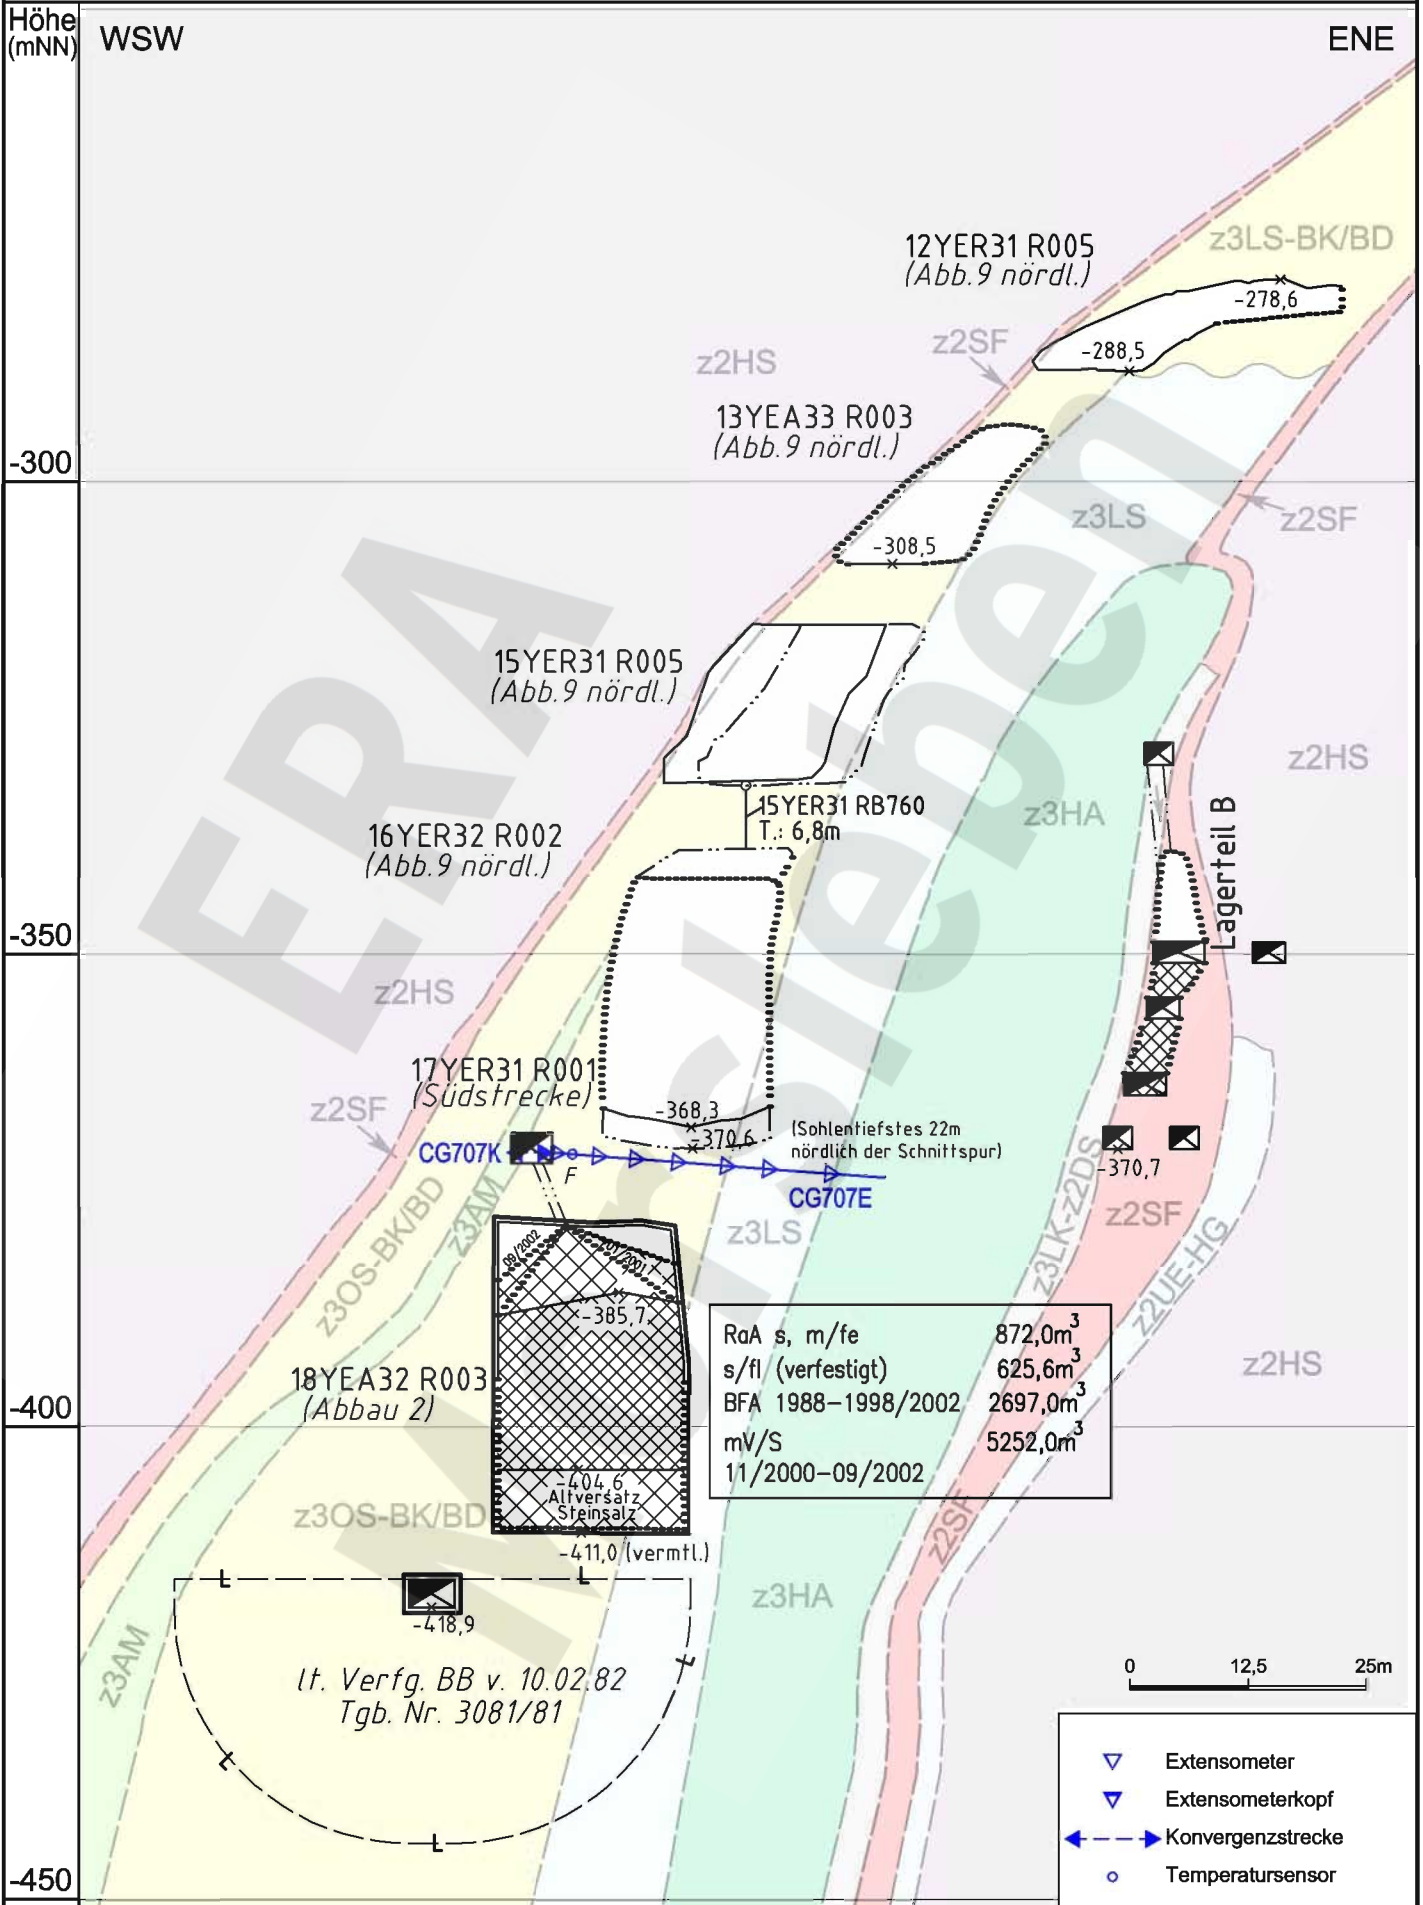 Höhe
(mNN)
WSW
ENE
12YER31 R005
(Abb.9 nördl.)
z3LS-BK/BD
-278,6
z2SF
-288,5
z2HS
13YEA33 R003
(Abb.9 nördl.)
-300
z3LS
z2SF
-308,5
15YER31 R005
(Abb.9 nördl.)
z2HS
15YER31 RB760
T.: 6,8m
z3HA
16YER32 R002
(Abb.9 nördl.)
Lagerteil B
-350
z2HS
17YER31 R001
(Südstrecke)
z2SF
-368,3
-370,6
(Sohlentiefstes 22m
nördlich der Schnittspur)
CG707K
F
CG707E
-370,7
z3OS-BK/BD
z3AM
z3LS
z3LK-z2DS
z2SF
z2UE-HG
09/2002
01/2001
-385,7
RaA s, m/fe 872,0m³
s/fl (verfestigt) 625,6m³
BFA 1988-1998/2002 2697,0m³
mV/S 5252,0m³
11/2000-09/2002
z2HS
18YEA32 R003
(Abbau 2)
-400
-404,6
Altversatz
Steinsalz
z3OS-BK/BD
-411,0 (vermtl.)
z2SF
z3HA
L
L
-418,9
z3AM
lt. Verfg. BB v. 10.02.82
Tgb. Nr. 3081/81
L
L
L
0 12,5 25m
Extensometer
Extensometerkopf
Konvergenzstrecke
Temperatursensor
-450
ERA
Morsleben